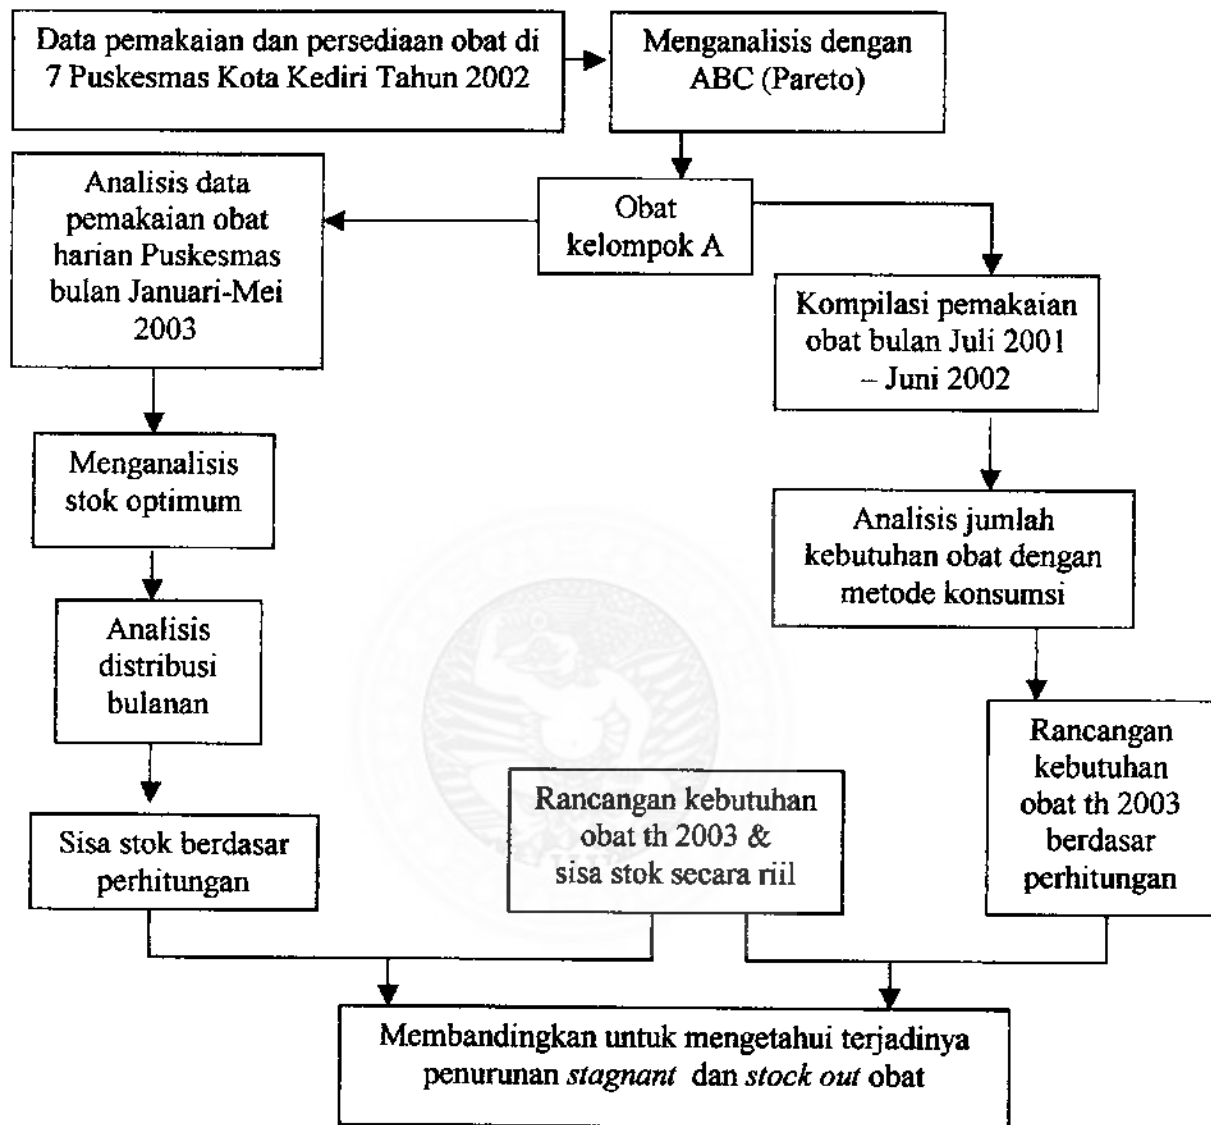 Data pemakaian dan persediaan obat di
7 Puskesmas Kota Kediri Tahun 2002
Menganalisis dengan
ABC (Pareto)
Obat
kelompok A
Analisis data
pemakaian obat
harian Puskesmas
bulan Januari-Mei
2003
Menganalisis
stok optimum
Analisis
distribusi
bulanan
Sisa stok berdasar
perhitungan
Kompilasi pemakaian
obat bulan Juli 2001
– Juni 2002
Analisis jumlah
kebutuhan obat dengan
metode konsumsi
Rancangan
kebutuhan
obat th 2003
berdasar
perhitungan
Rancangan kebutuhan
obat th 2003 &
sisa stok secara riil
Membandingkan untuk mengetahui terjadinya
penurunan stagnant dan stock out obat